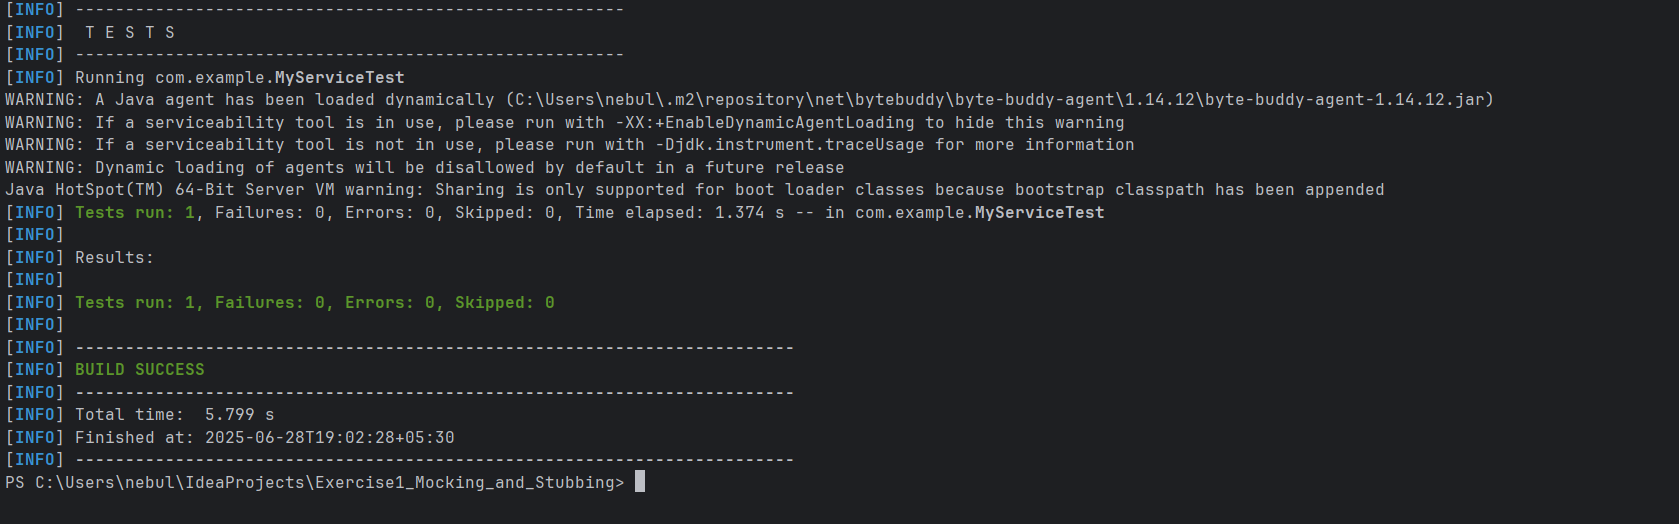 [INFO] -------------------------------------------------------
[INFO]  T E S T S
[INFO] -------------------------------------------------------
[INFO] Running com.example.MyServiceTest
WARNING: A Java agent has been loaded dynamically (C:\Users\nebul\.m2\repository\net\bytebuddy\byte-buddy-agent\1.14.12\byte-buddy-agent-1.14.12.jar)
WARNING: If a serviceability tool is in use, please run with -XX:+EnableDynamicAgentLoading to hide this warning
WARNING: If a serviceability tool is not in use, please run with -Djdk.instrument.traceUsage for more information
WARNING: Dynamic loading of agents will be disallowed by default in a future release
Java HotSpot(TM) 64-Bit Server VM warning: Sharing is only supported for boot loader classes because bootstrap classpath has been appended
[INFO] Tests run: 1, Failures: 0, Errors: 0, Skipped: 0, Time elapsed: 1.374 s -- in com.example.MyServiceTest
[INFO]
[INFO] Results:
[INFO]
[INFO] Tests run: 1, Failures: 0, Errors: 0, Skipped: 0
[INFO]
[INFO] ------------------------------------------------------------------------
[INFO] BUILD SUCCESS
[INFO] ------------------------------------------------------------------------
[INFO] Total time:  5.799 s
[INFO] Finished at: 2025-06-28T19:02:28+05:30
[INFO] ------------------------------------------------------------------------
PS C:\Users\nebul\IdeaProjects\Exercise1_Mocking_and_Stubbing>